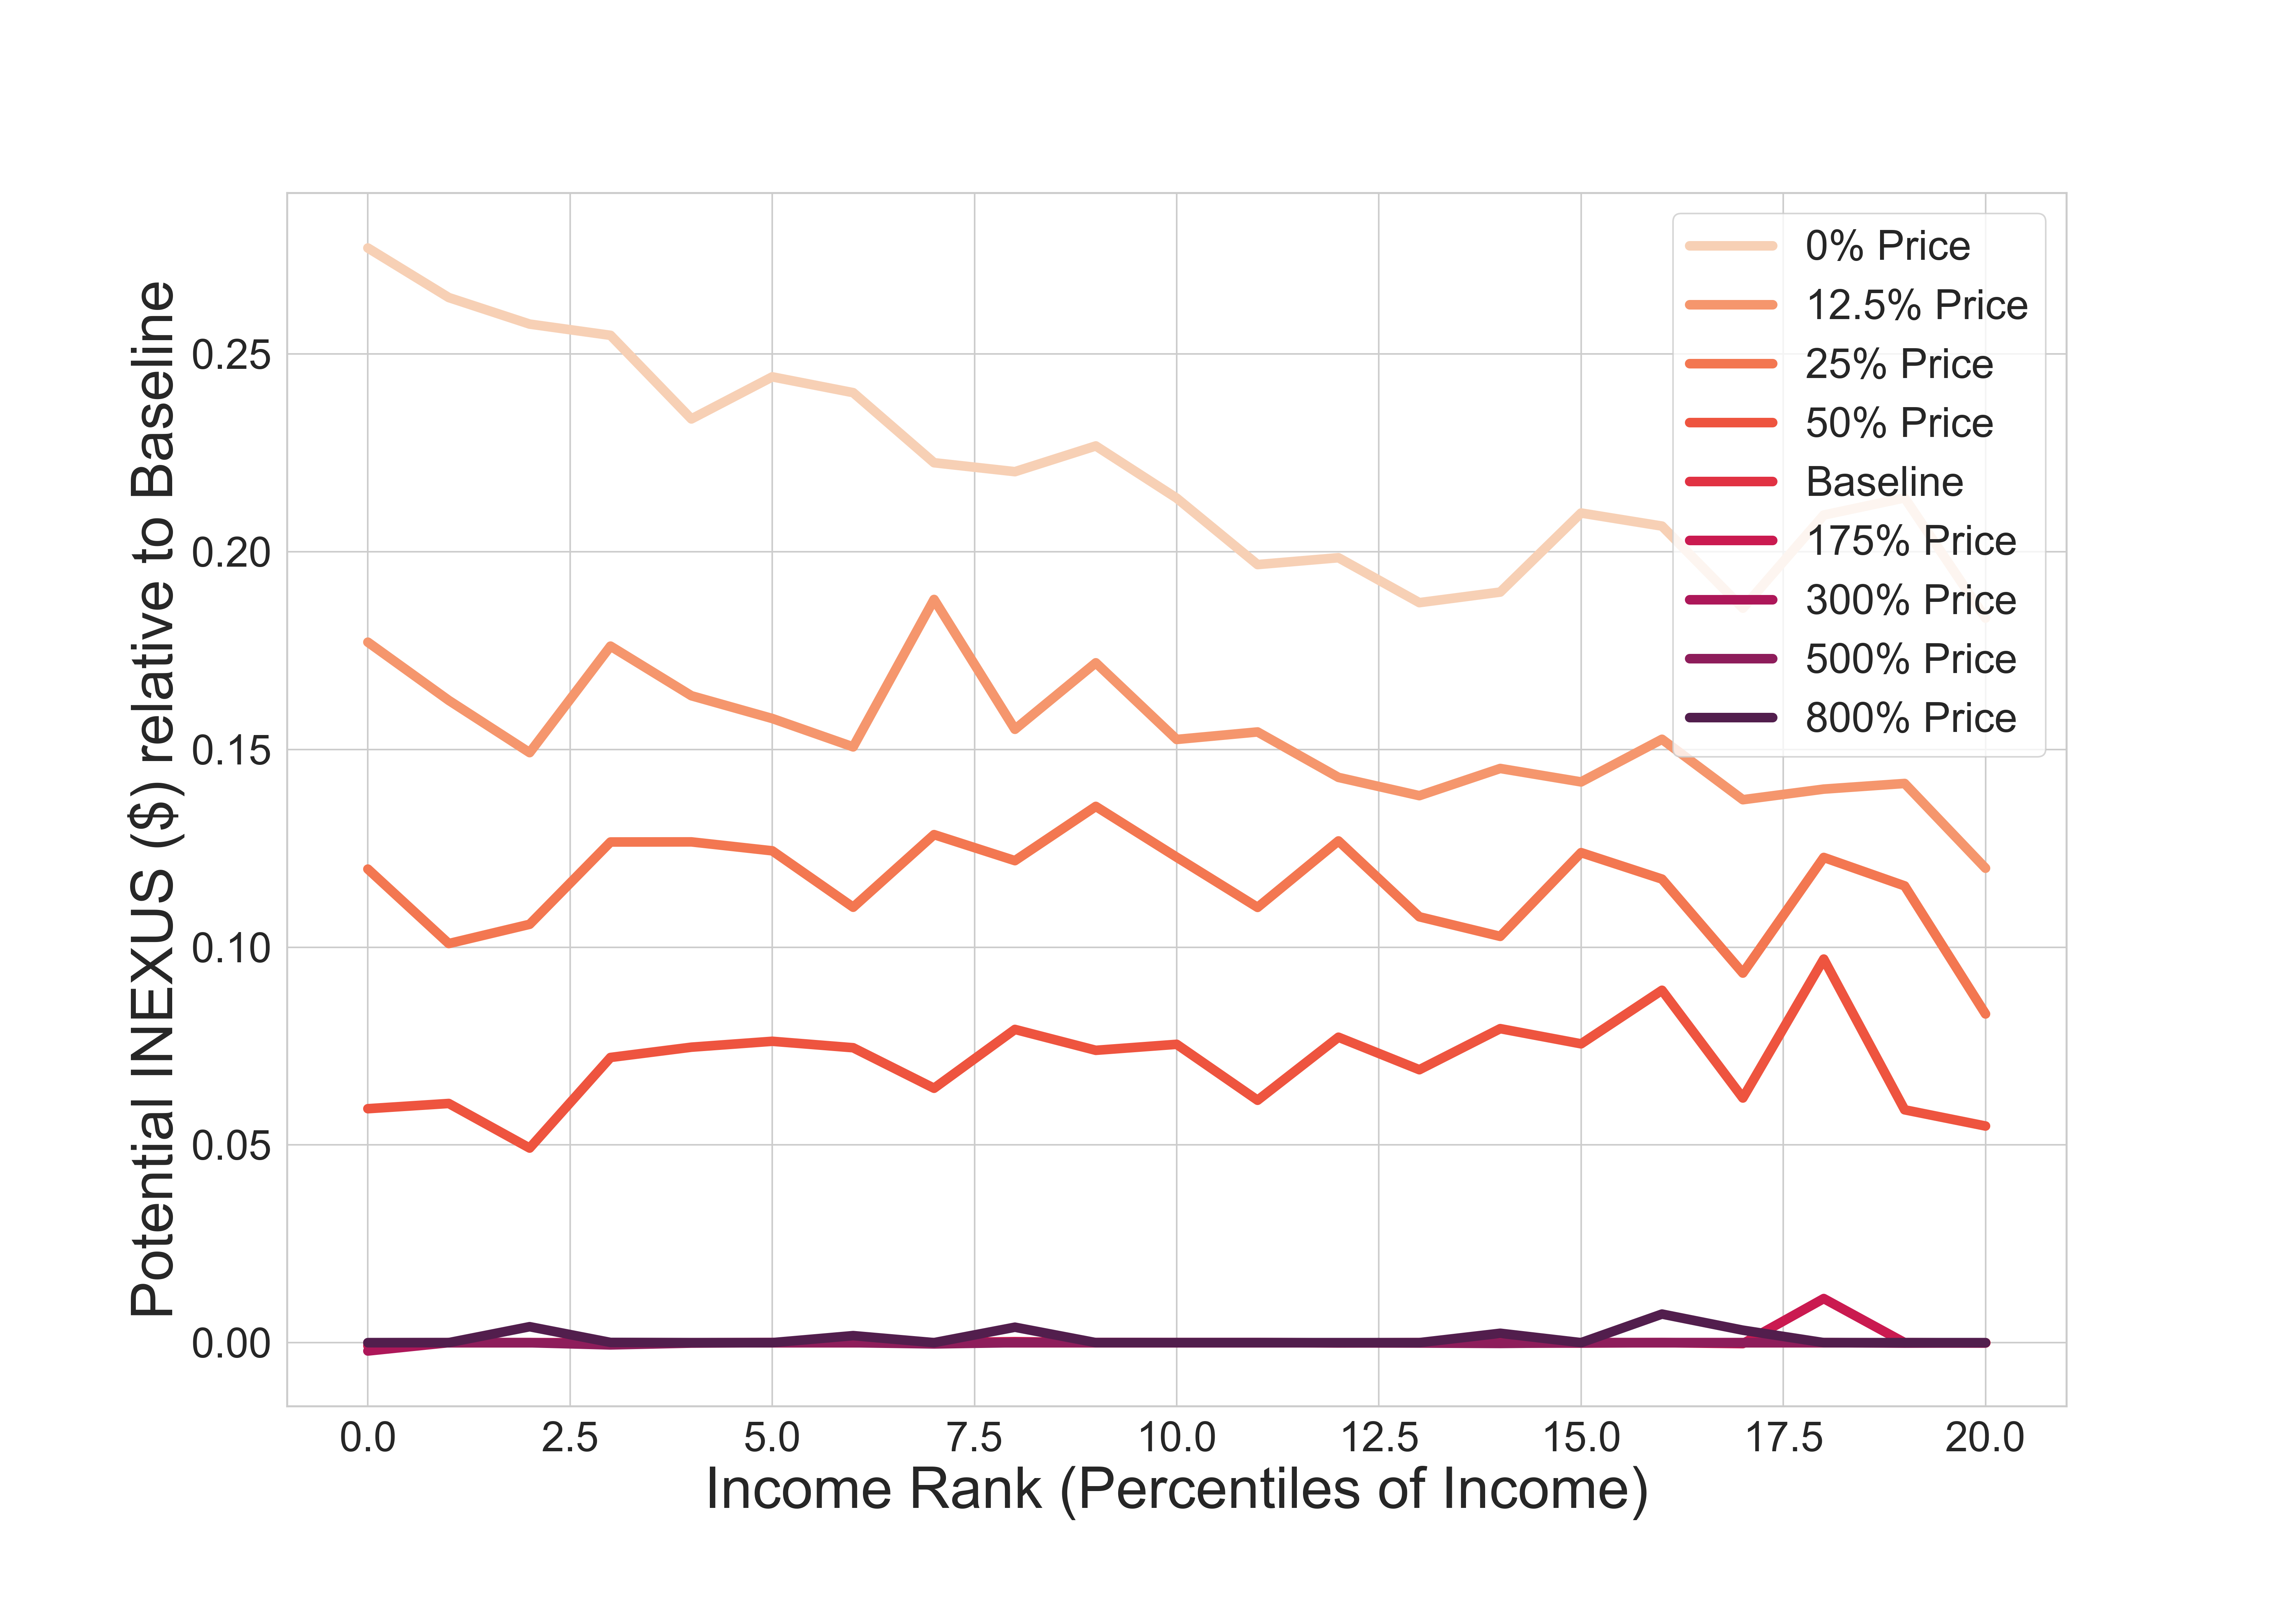 Potential INEXUS ($) relative to Baseline
0.25
0.20
0.15
0.10
0.05
0.00
0% Price
12.5% Price
25% Price
50% Price
Baseline
175% Price
300% Price
500% Price
800% Price
0.0 2.5 5.0 7.5 10.0 12.5 15.0 17.5 20.0
Income Rank (Percentiles of Income)